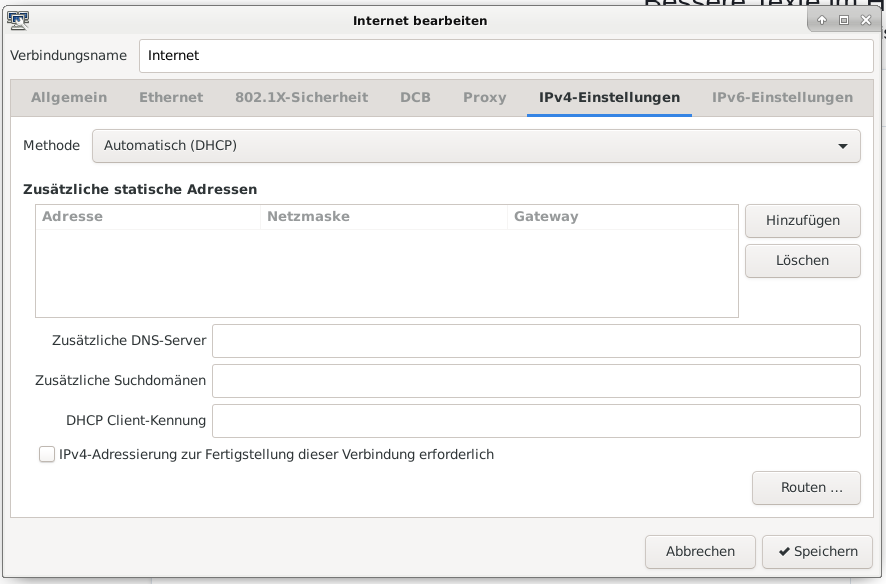 Bessere Texte im H
Internet bearbeiten
Verbindungsname Internet
Allgemein Ethernet 802.1X-Sicherheit DCB Proxy IPv4-Einstellungen IPv6-Einstellungen
Methode Automatisch (DHCP)
Zusätzliche statische Adressen
Adresse Netzmaske Gateway
Hinzufügen
Löschen
Zusätzliche DNS-Server
Zusätzliche Suchdomänen
DHCP Client-Kennung
IPv4-Adressierung zur Fertigstellung dieser Verbindung erforderlich
Routen …
Abbrechen Speichern